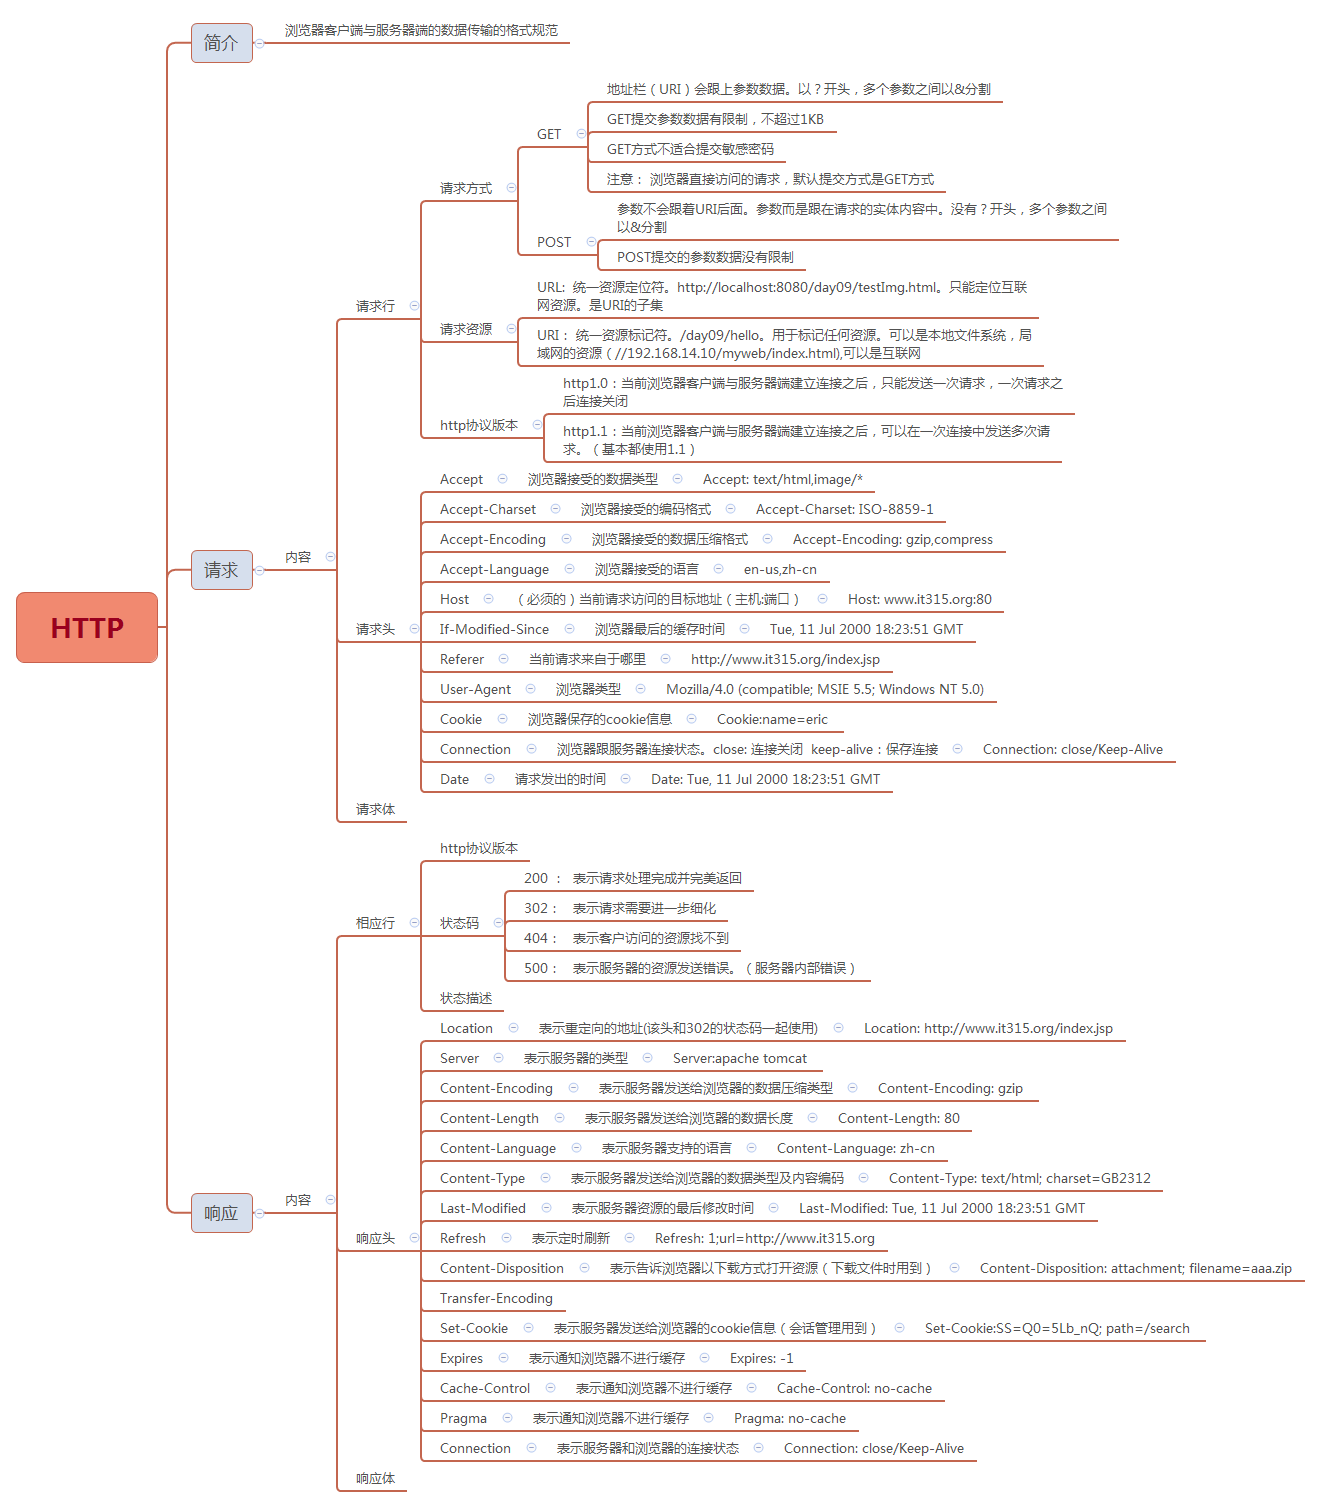 HTTP
简介
浏览器客户端与服务器端的数据传输的格式规范
请求
内容
请求行
请求方式
GET
地址栏（URI）会跟上参数数据。以？开头，多个参数之间以&分割
GET提交参数数据有限制，不超过1KB
GET方式不适合提交敏感密码
注意： 浏览器直接访问的请求，默认提交方式是GET方式
POST
参数不会跟着URI后面。参数而是跟在请求的实体内容中。没有？开头，多个参数之间
以&分割
POST提交的参数数据没有限制
请求资源
URL:  统一资源定位符。http://localhost:8080/day09/testImg.html。只能定位互联
网资源。是URI的子集
URI： 统一资源标记符。/day09/hello。用于标记任何资源。可以是本地文件系统，局
域网的资源（//192.168.14.10/myweb/index.html),可以是互联网
http协议版本
http1.0：当前浏览器客户端与服务器端建立连接之后，只能发送一次请求，一次请求之
后连接关闭
http1.1：当前浏览器客户端与服务器端建立连接之后，可以在一次连接中发送多次请
求。（基本都使用1.1）
请求头
Accept 浏览器接受的数据类型 Accept: text/html,image/*
Accept-Charset 浏览器接受的编码格式 Accept-Charset: ISO-8859-1
Accept-Encoding 浏览器接受的数据压缩格式 Accept-Encoding: gzip,compress
Accept-Language 浏览器接受的语言 en-us,zh-cn
Host （必须的）当前请求访问的目标地址（主机:端口） Host: www.it315.org:80
If-Modified-Since 浏览器最后的缓存时间 Tue, 11 Jul 2000 18:23:51 GMT
Referer 当前请求来自于哪里 http://www.it315.org/index.jsp
User-Agent 浏览器类型 Mozilla/4.0 (compatible; MSIE 5.5; Windows NT 5.0)
Cookie 浏览器保存的cookie信息 Cookie:name=eric
Connection 浏览器跟服务器连接状态。close: 连接关闭  keep-alive：保存连接 Connection: close/Keep-Alive
Date 请求发出的时间 Date: Tue, 11 Jul 2000 18:23:51 GMT
请求体
响应
内容
相应行
http协议版本
状态码
200 ： 表示请求处理完成并完美返回
302： 表示请求需要进一步细化
404： 表示客户访问的资源找不到
500： 表示服务器的资源发送错误。（服务器内部错误）
状态描述
响应头
Location 表示重定向的地址(该头和302的状态码一起使用) Location: http://www.it315.org/index.jsp
Server 表示服务器的类型 Server:apache tomcat
Content-Encoding 表示服务器发送给浏览器的数据压缩类型 Content-Encoding: gzip
Content-Length 表示服务器发送给浏览器的数据长度 Content-Length: 80
Content-Language 表示服务器支持的语言 Content-Language: zh-cn
Content-Type 表示服务器发送给浏览器的数据类型及内容编码 Content-Type: text/html; charset=GB2312
Last-Modified 表示服务器资源的最后修改时间 Last-Modified: Tue, 11 Jul 2000 18:23:51 GMT
Refresh 表示定时刷新 Refresh: 1;url=http://www.it315.org
Content-Disposition 表示告诉浏览器以下载方式打开资源（下载文件时用到） Content-Disposition: attachment; filename=aaa.zip
Transfer-Encoding
Set-Cookie 表示服务器发送给浏览器的cookie信息（会话管理用到） Set-Cookie:SS=Q0=5Lb_nQ; path=/search
Expires 表示通知浏览器不进行缓存 Expires: -1
Cache-Control 表示通知浏览器不进行缓存 Cache-Control: no-cache
Pragma 表示通知浏览器不进行缓存 Pragma: no-cache
Connection 表示服务器和浏览器的连接状态 Connection: close/Keep-Alive
响应体